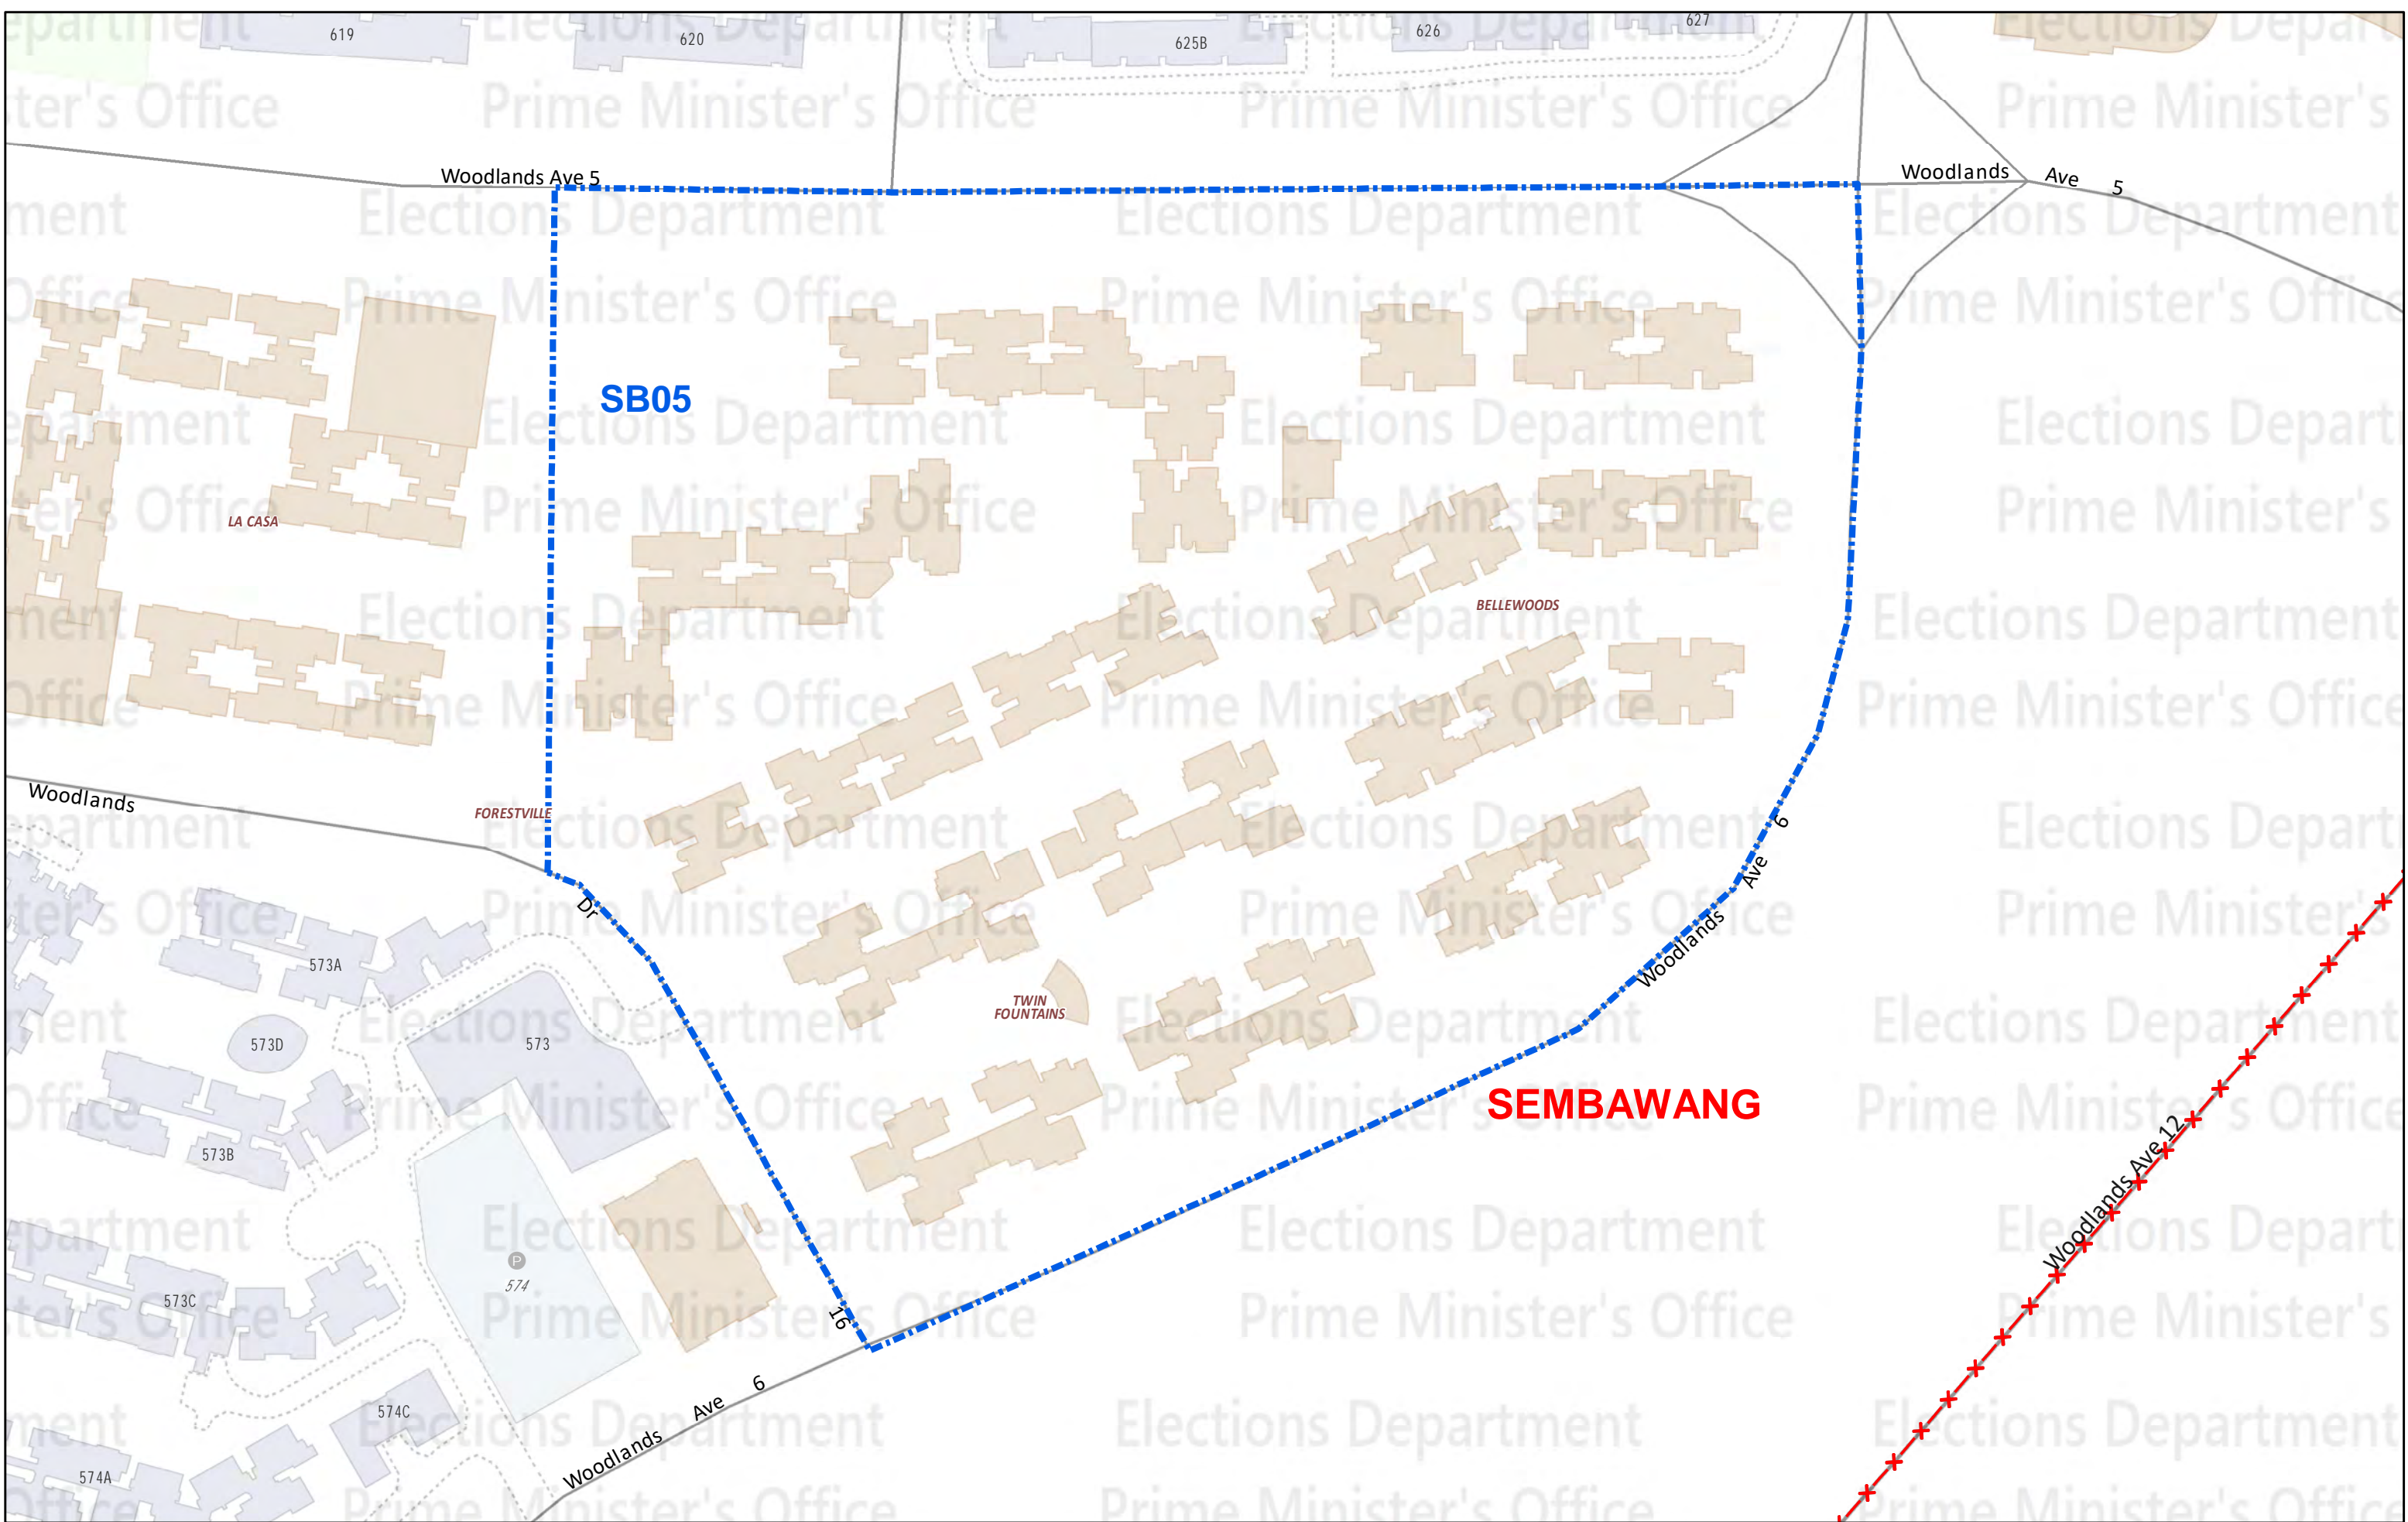 619
620
625B
626
627
Woodlands Ave 5
Woodlands Ave 5
SB05
LA CASA
BELLEWOODS
Woodlands
FORESTVILLE
Dr
Woodlands Ave 6
573A
573D
573
573B
TWIN
FOUNTAINS
SEMBAWANG
Woodlands Ave 12
P
574
573C
16
574C
Woodlands Ave 6
574A
Elections Department
Prime Minister's Office